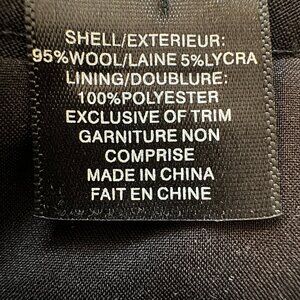 SHELL/EXTERIEUR:
95%WOOL/LAINE 5%LYCRA
LINING/DOUBLURE:
100%POLYESTER
EXCLUSIVE OF TRIM
GARNITURE NON
COMPRISE
MADE IN CHINA
FAIT EN CHINE